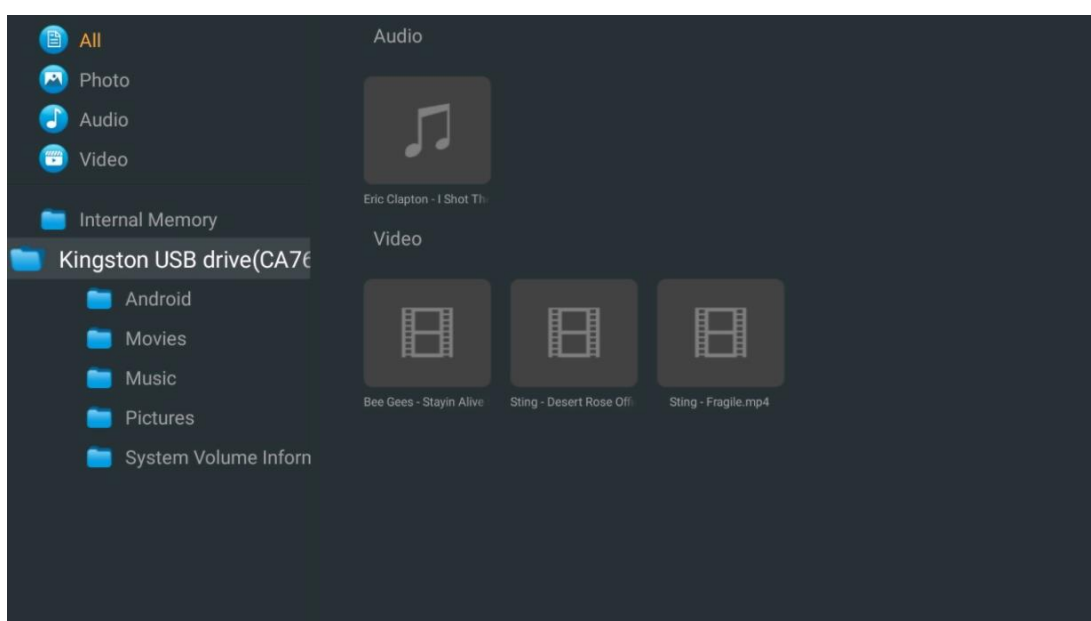 All
Photo
Audio
Video
Internal Memory
Kingston USB drive(CA76
Android
Movies
Music
Pictures
System Volume Inforn
Audio
Eric Clapton - I Shot Th
Video
Bee Gees - Stayin Alive
Sting - Desert Rose Offi
Sting - Fragile.mp4